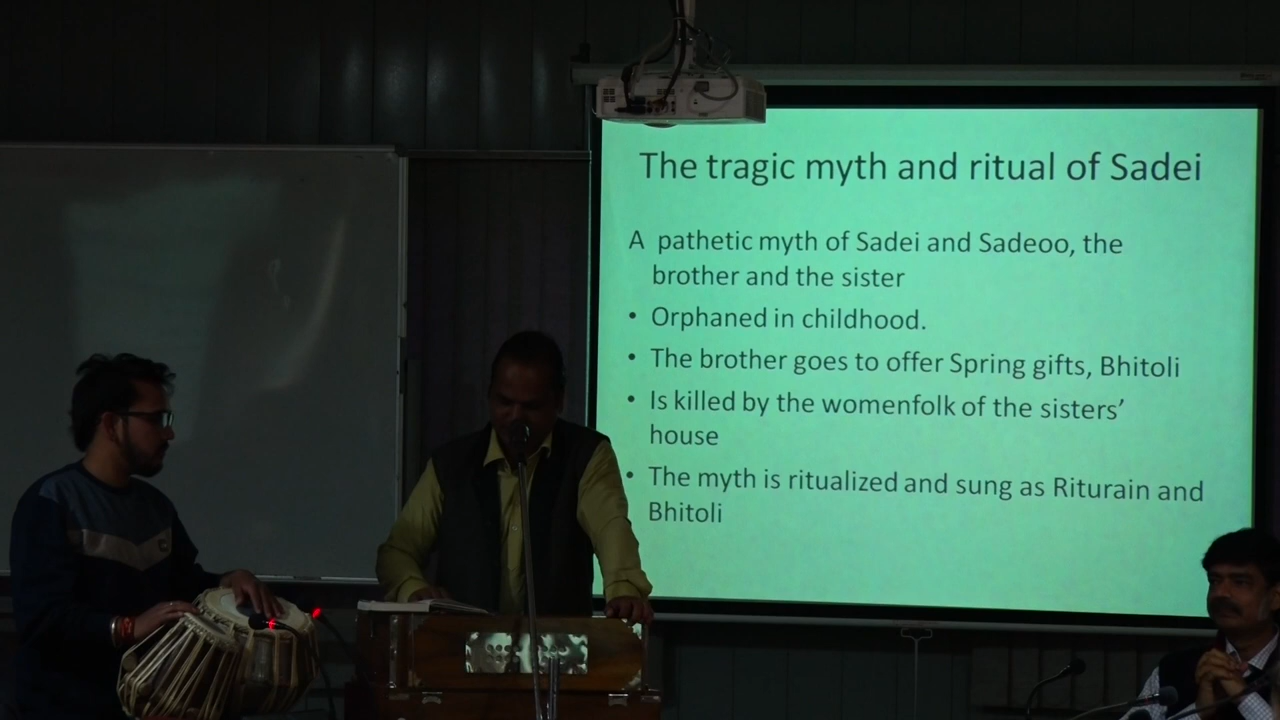 The tragic myth and ritual of Sadei
A pathetic myth of Sadei and Sadeoo, the
brother and the sister
• Orphaned in childhood.
• The brother goes to offer Spring gifts, Bhitoli
• Is killed by the womenfolk of the sisters’
house
• The myth is ritualized and sung as Riturain and
Bhitoli